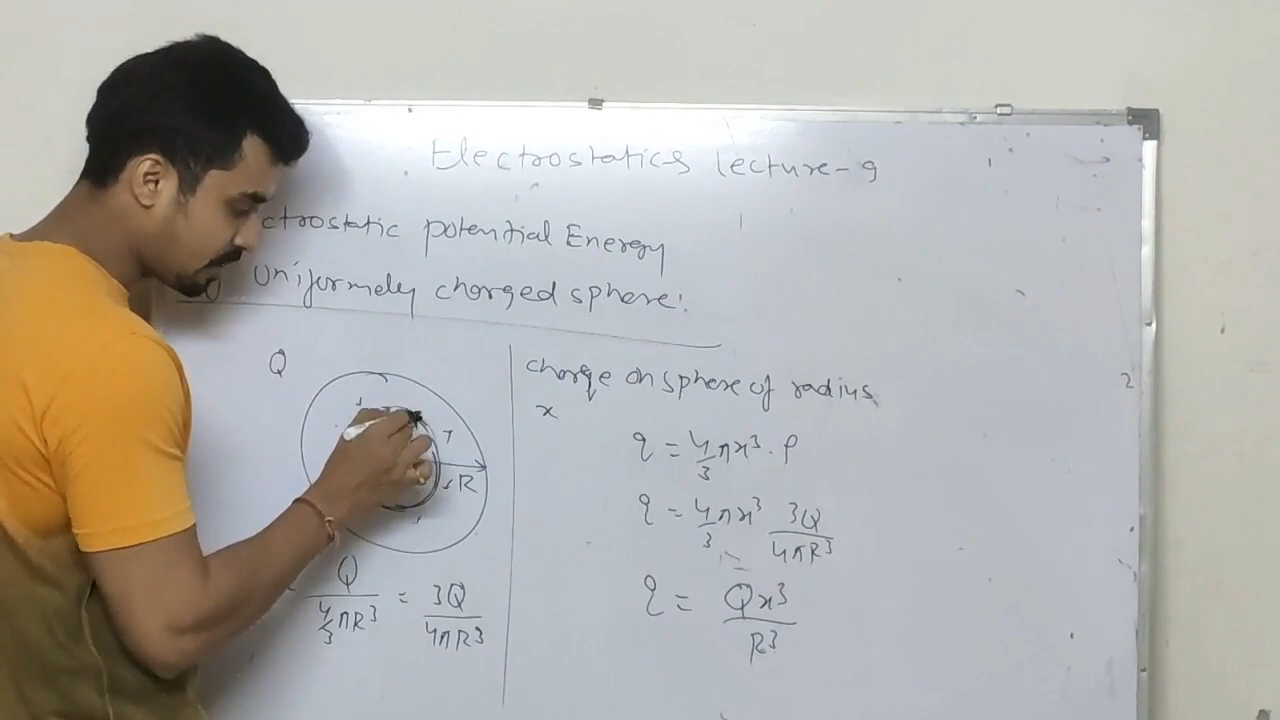 Electrostatics lecture-9
ctrostatic potential Energy
uniformely charged sphere:
Q
R
Q/(4/3 πR³) = 3Q/4πR³
charge on sphere of radius
x
q = 4/3 πx³ . ρ
q = 4/3 πx³ 3Q/4πR³
q = Qx³/R³
2